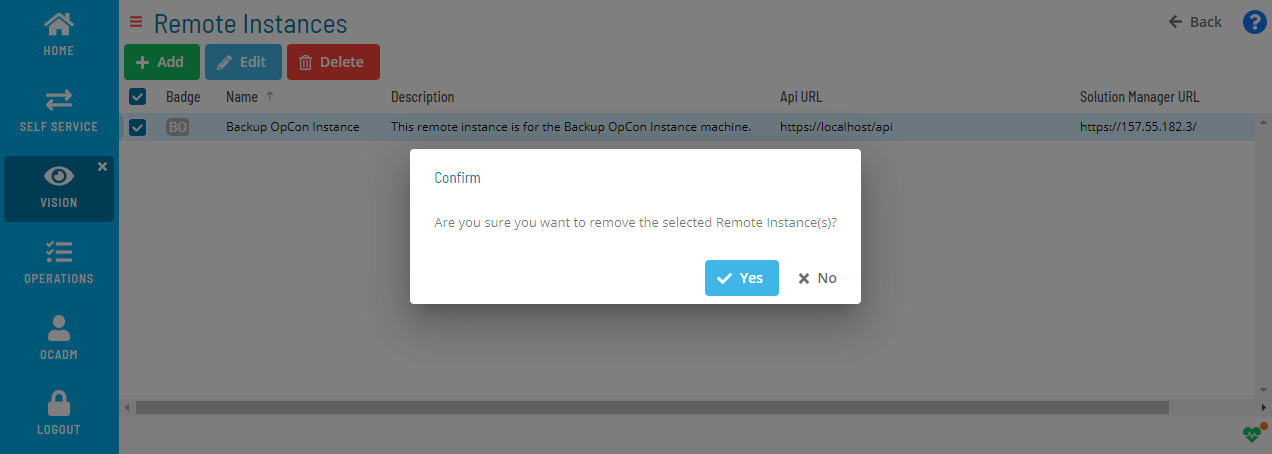 HOME
SELF SERVICE
VISION
OPERATIONS
OCADM
LOGOUT
Remote Instances
Back
?
Add
Edit
Delete
Badge Name ↑ Description Api URL Solution Manager URL
BO Backup OpCon Instance This remote instance is for the Backup OpCon Instance machine. https://localhost/api https://157.55.182.3/
Confirm
Are you sure you want to remove the selected Remote Instance(s)?
Yes
No